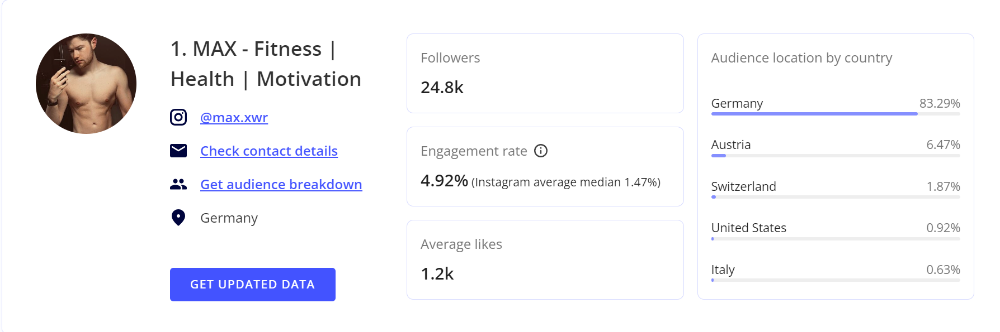 1. MAX - Fitness |
Health | Motivation
@max.xwr
Check contact details
Get audience breakdown
Germany
GET UPDATED DATA
Followers
24.8k
Engagement rate
4.92% (Instagram average median 1.47%)
Average likes
1.2k
Audience location by country
Germany 83.29%
Austria 6.47%
Switzerland 1.87%
United States 0.92%
Italy 0.63%